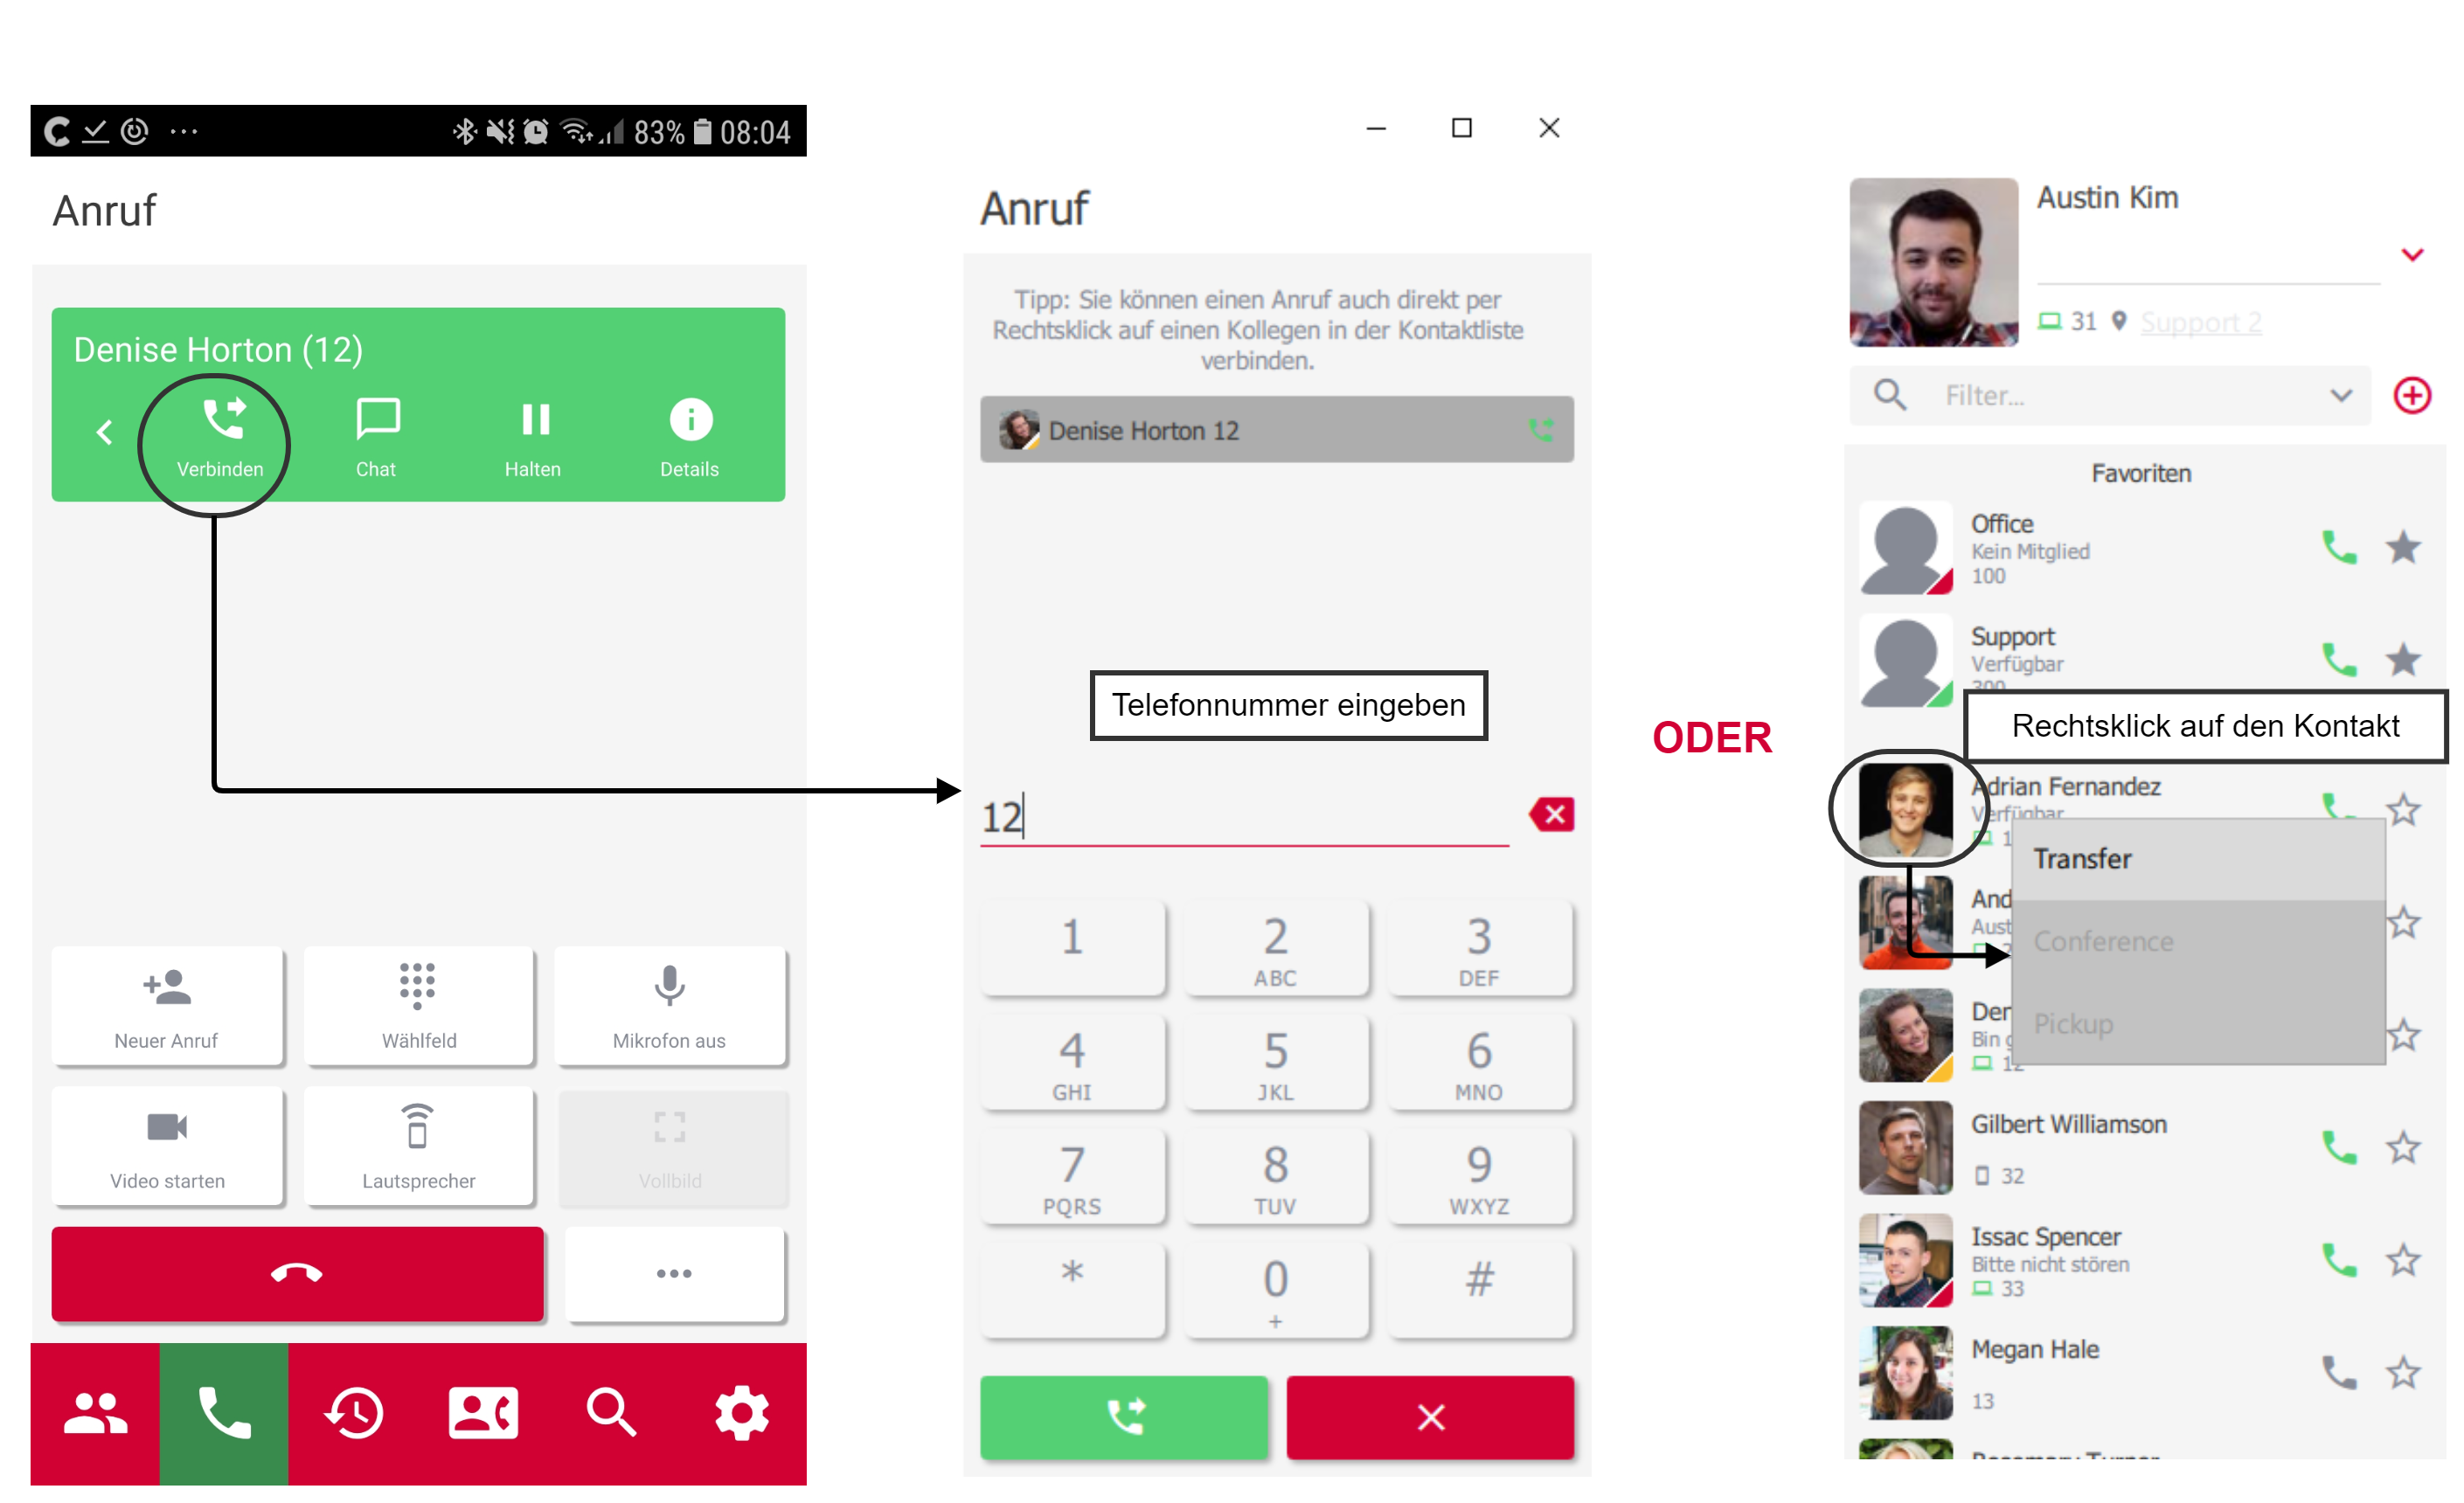 83% 08:04
Anruf
Denise Horton (12)
Verbinden
Chat
Halten
Details
Neuer Anruf
Wählfeld
Mikrofon aus
Video starten
Lautsprecher
Vollbild
Anruf
Tipp: Sie können einen Anruf auch direkt per
Rechtsklick auf einen Kollegen in der Kontaktliste
verbinden.
Denise Horton 12
Telefonnummer eingeben
12
1
2
ABC
3
DEF
4
GHI
5
JKL
6
MNO
7
PQRS
8
TUV
9
WXYZ
*
0
+
#
ODER
Austin Kim
31 Support 2
Filter...
Favoriten
Office
Kein Mitglied
100
Support
Verfügbar
300
Rechtsklick auf den Kontakt
Adrian Fernandez
Verfügbar
Transfer
Conference
Pickup
And
Aust
Der
Bin g
12
Gilbert Williamson
32
Issac Spencer
Bitte nicht stören
33
Megan Hale
13
Rosemary Turner